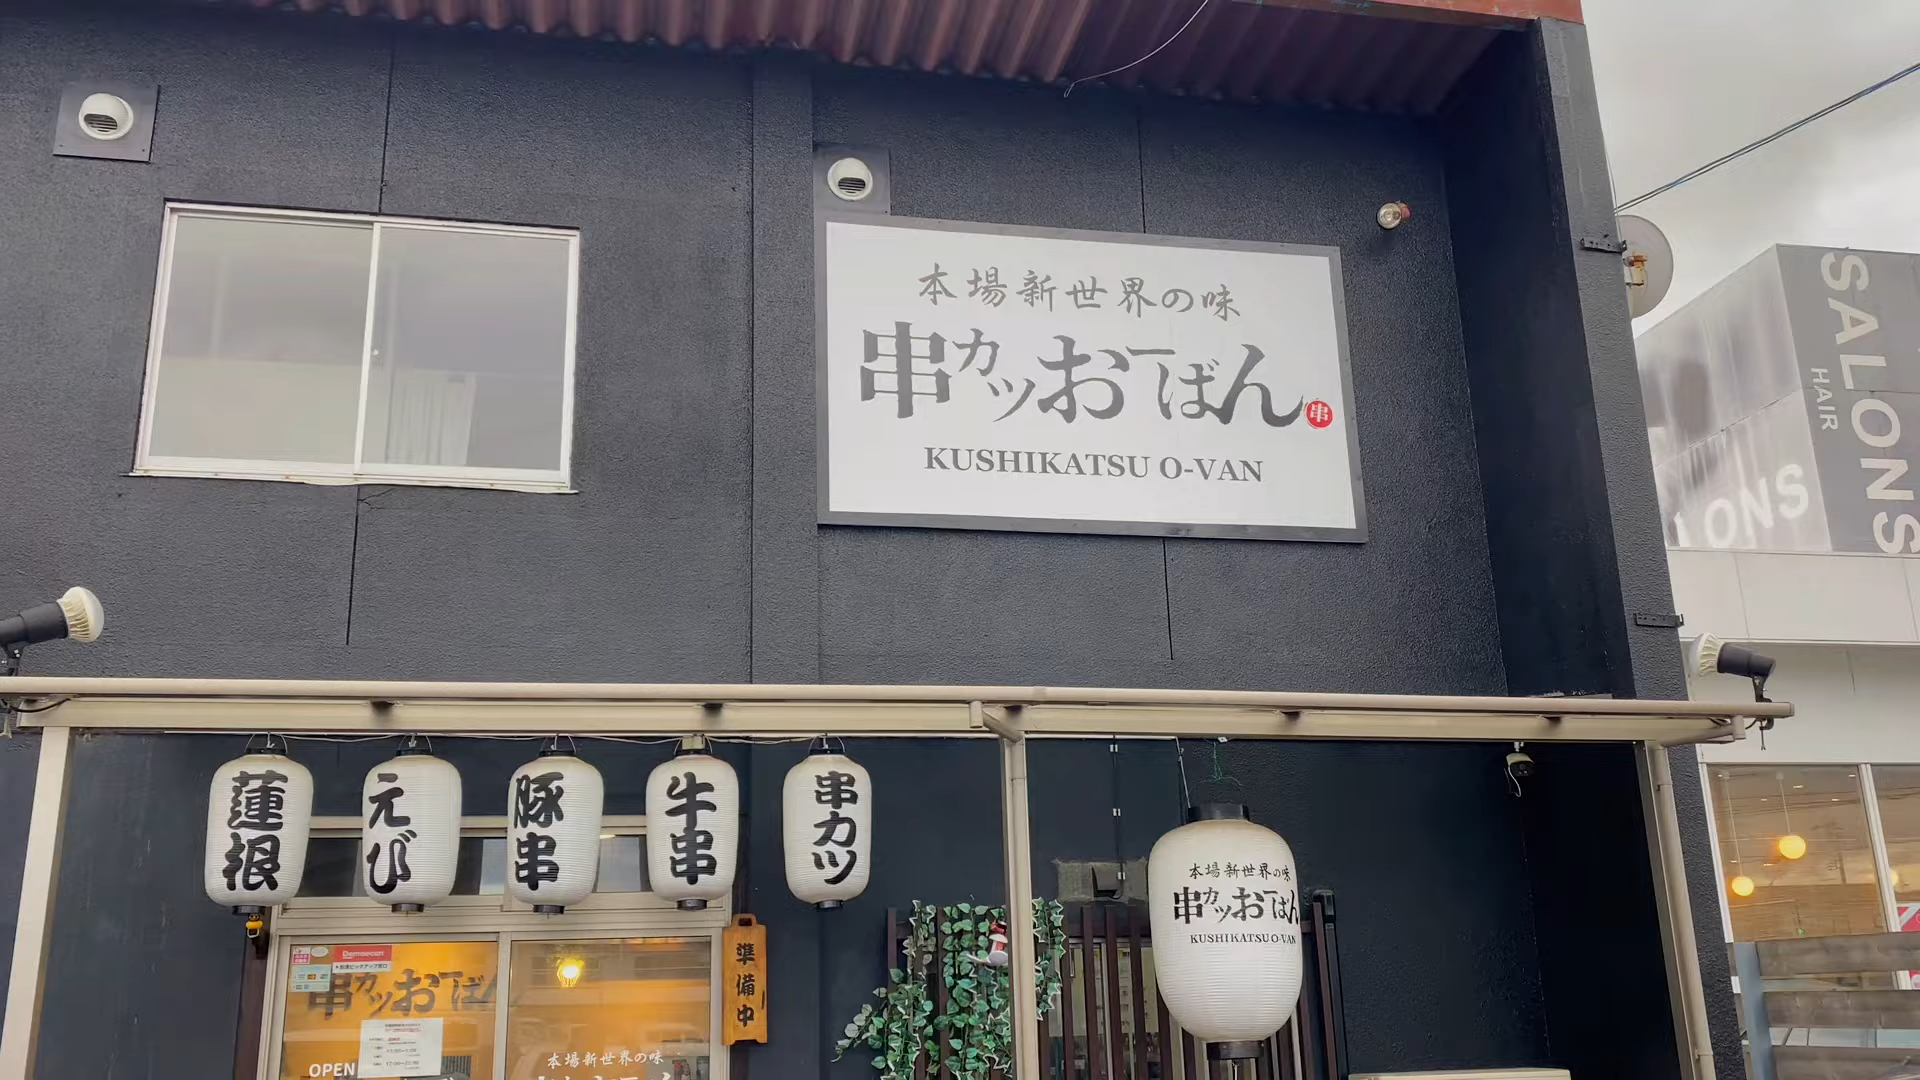 本場新世界の味
串カツおーばん
串
KUSHIKATSU O-VAN
SALONS
HAIR
LONS
蓮根
えび
豚串
牛串
串カツ
本場新世界の味
串カツおーばん
KUSHIKATSU O-VAN
準備中
Demae-can
串カツおーば
OPEN
本場新世界の味